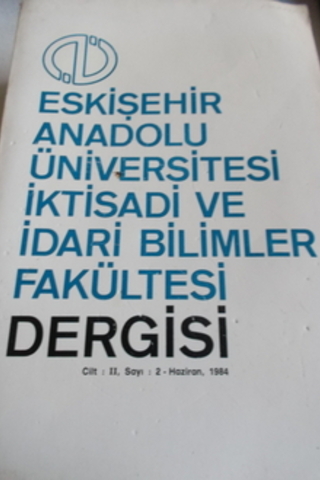 ESKİŞEHİR
ANADOLU
ÜNİVERSİTESİ
İKTİSADİ VE
İDARİ BİLİMLER
FAKÜLTESİ
DERGİSİ
Cilt : II, Sayı : 2 - Haziran, 1984